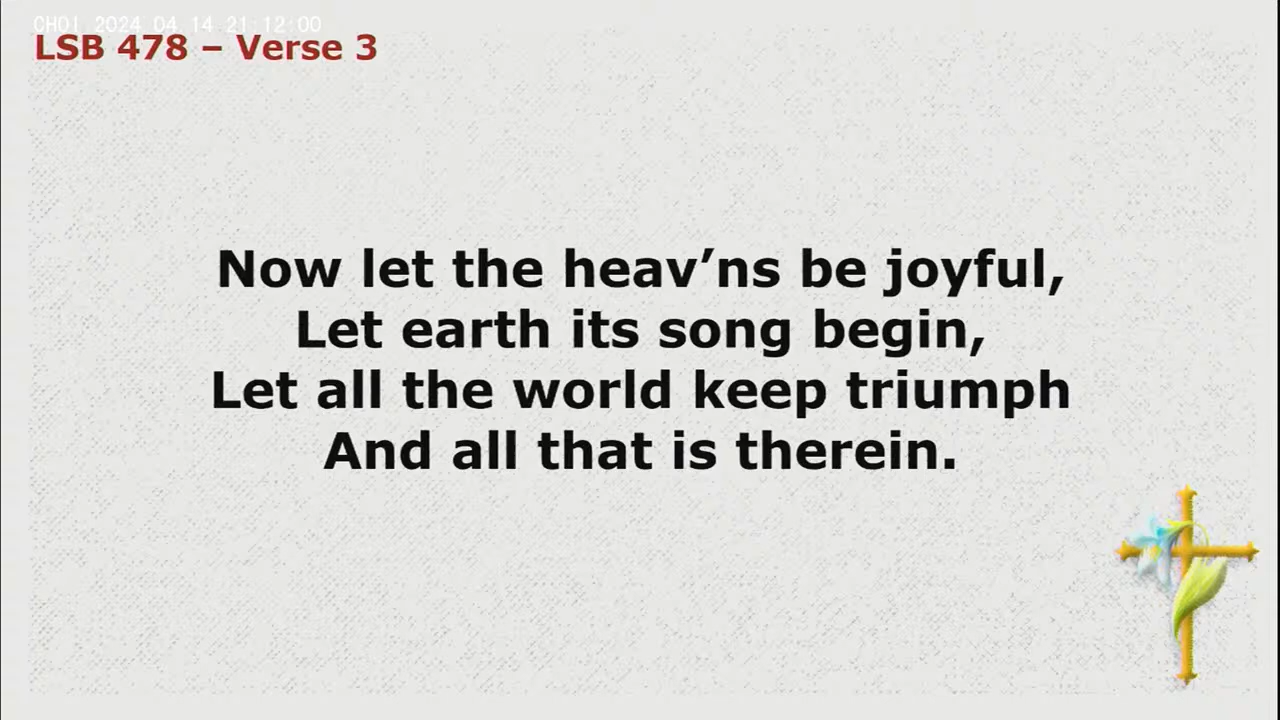 CH01 2024 04 14 21:12:00
LSB 478 – Verse 3
Now let the heav’ns be joyful,
Let earth its song begin,
Let all the world keep triumph
And all that is therein.